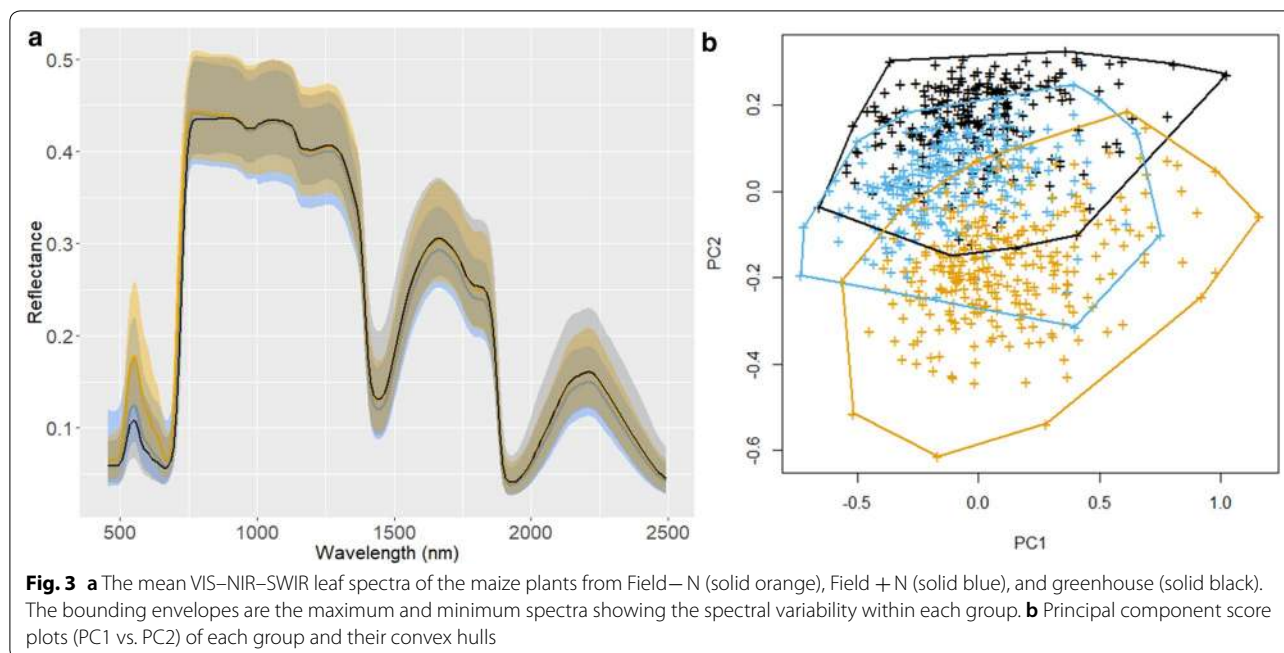 a
0.5
0.4
0.3
0.2
0.1
Reflectance
500
1000
1500
2000
2500
Wavelength (nm)
b
0.2
0.0
-0.2
-0.4
-0.6
PC2
-0.5
0.0
0.5
1.0
PC1
Fig. 3 a The mean VIS–NIR–SWIR leaf spectra of the maize plants from Field− N (solid orange), Field + N (solid blue), and greenhouse (solid black).
The bounding envelopes are the maximum and minimum spectra showing the spectral variability within each group. b Principal component score
plots (PC1 vs. PC2) of each group and their convex hulls